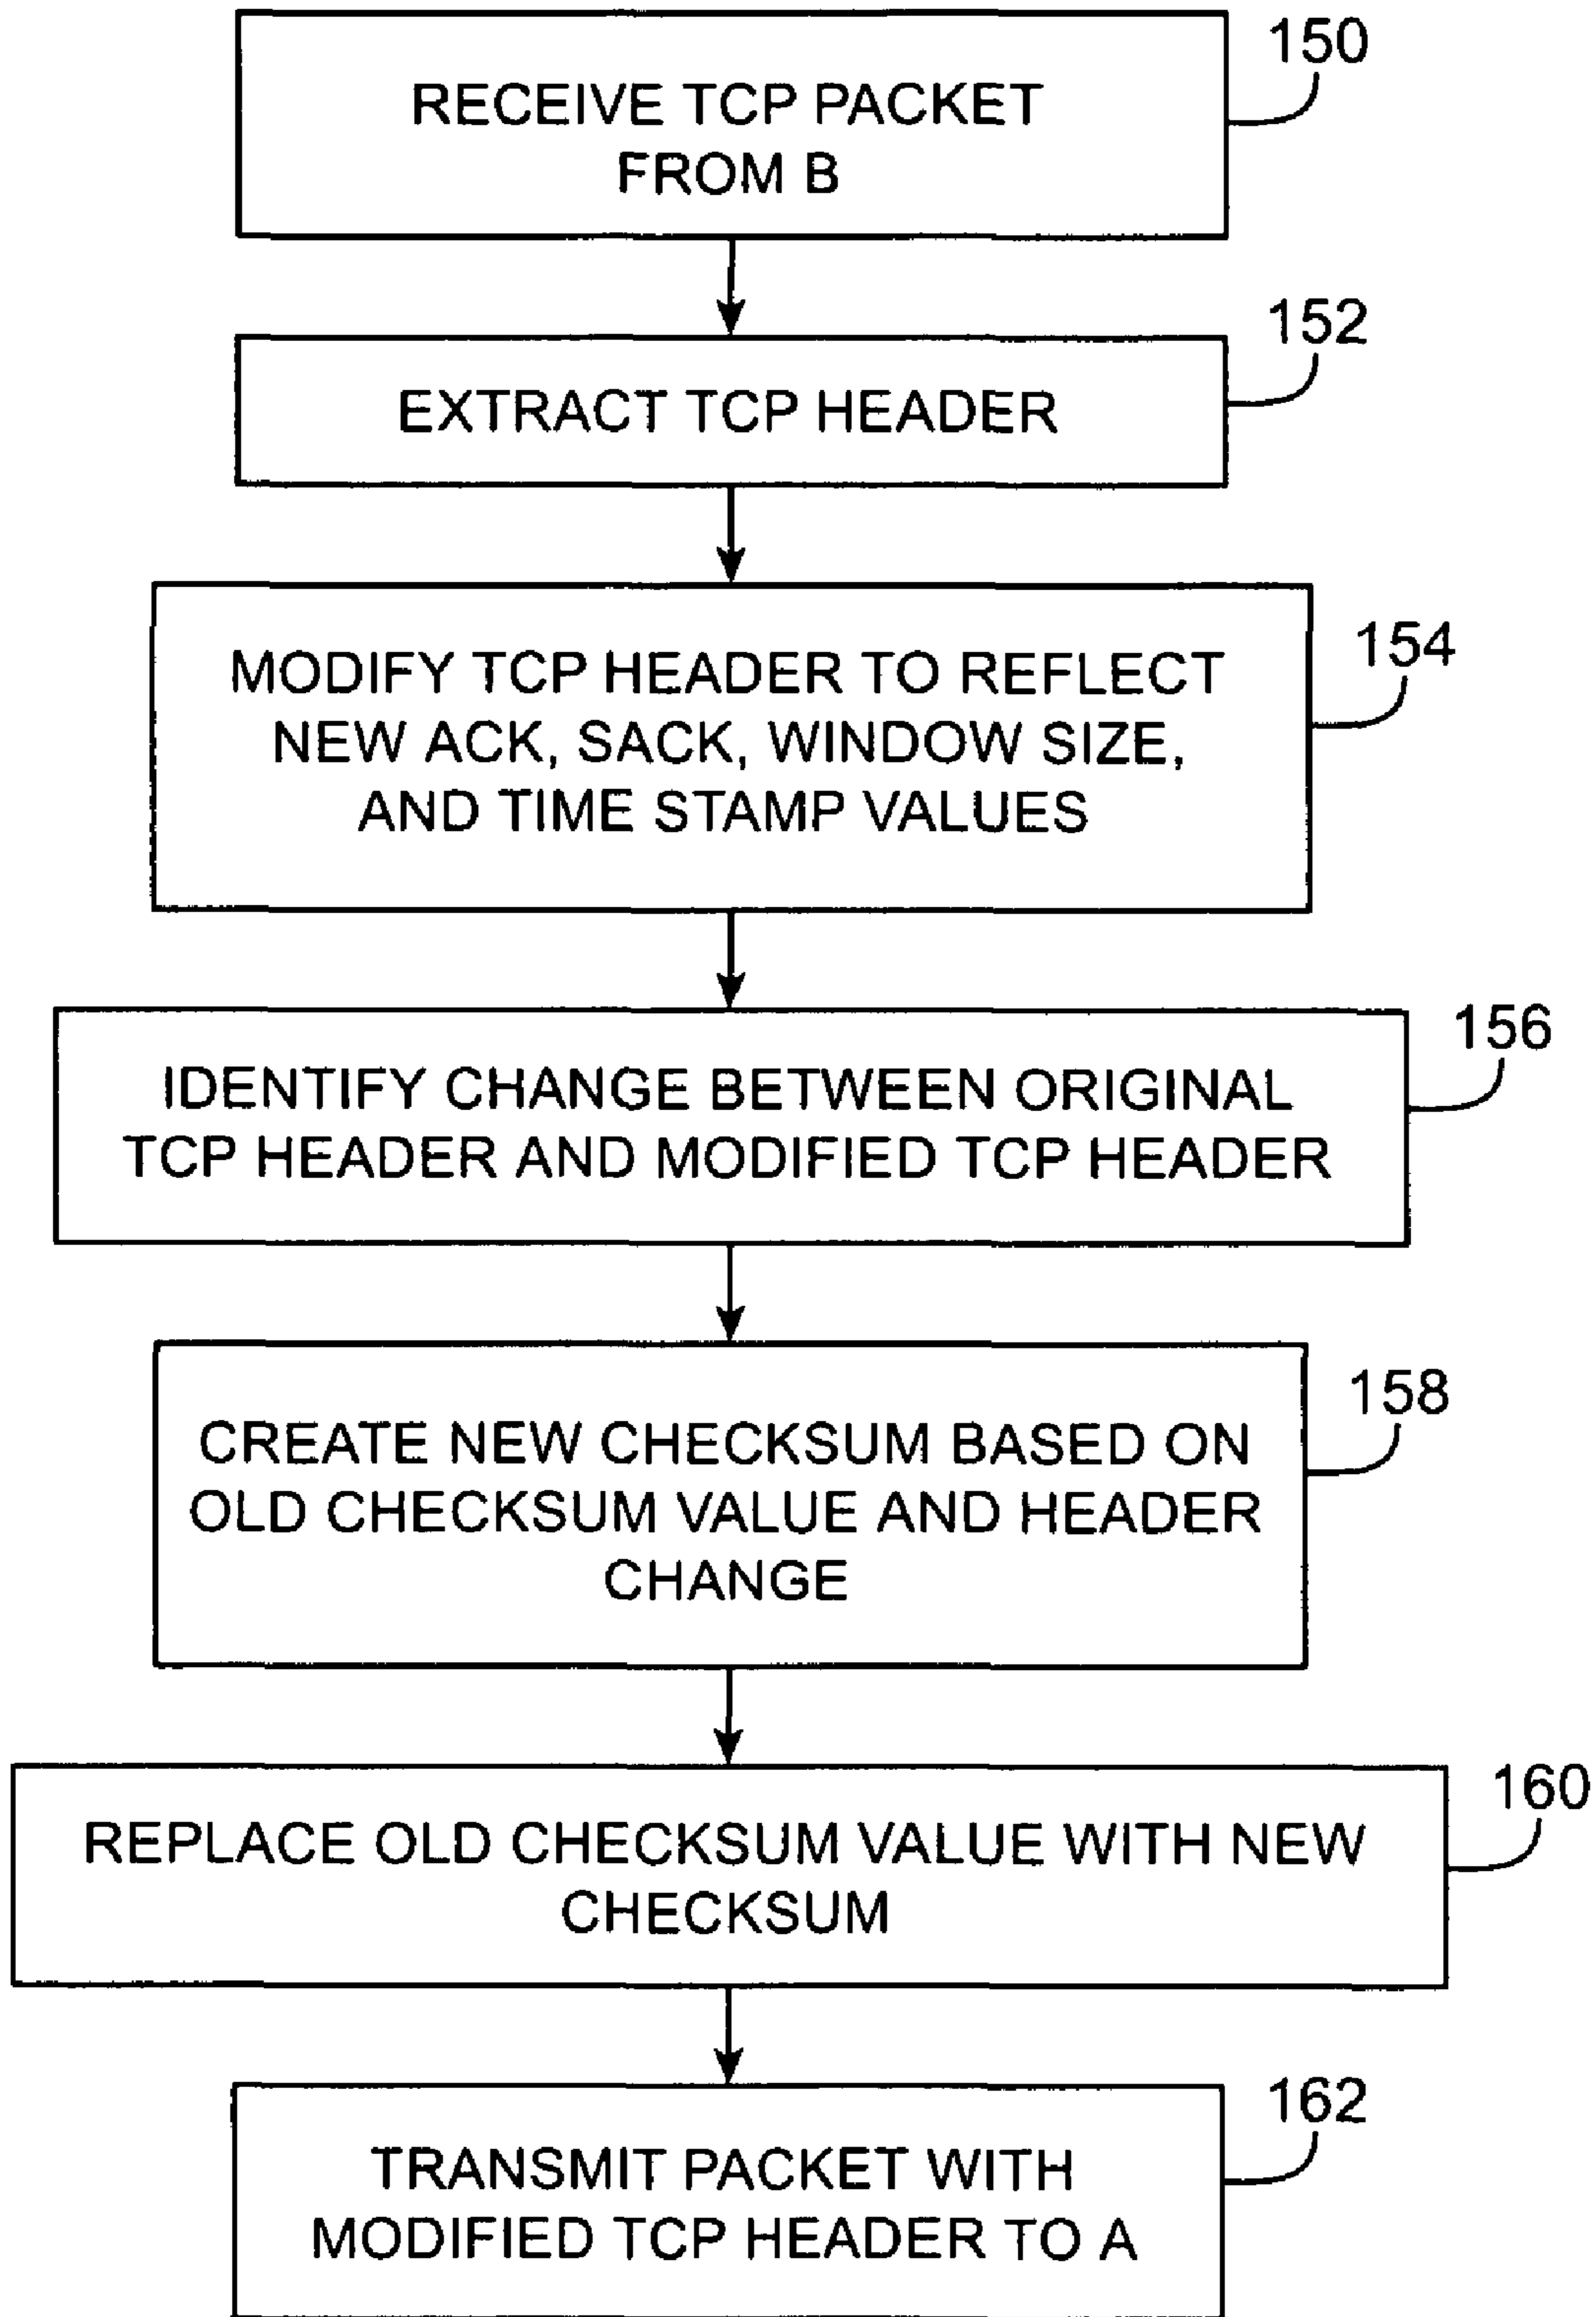 150
RECEIVE TCP PACKET
FROM B
152
EXTRACT TCP HEADER
154
MODIFY TCP HEADER TO REFLECT
NEW ACK, SACK, WINDOW SIZE,
AND TIME STAMP VALUES
156
IDENTIFY CHANGE BETWEEN ORIGINAL
TCP HEADER AND MODIFIED TCP HEADER
158
CREATE NEW CHECKSUM BASED ON
OLD CHECKSUM VALUE AND HEADER
CHANGE
160
REPLACE OLD CHECKSUM VALUE WITH NEW
CHECKSUM
162
TRANSMIT PACKET WITH
MODIFIED TCP HEADER TO A